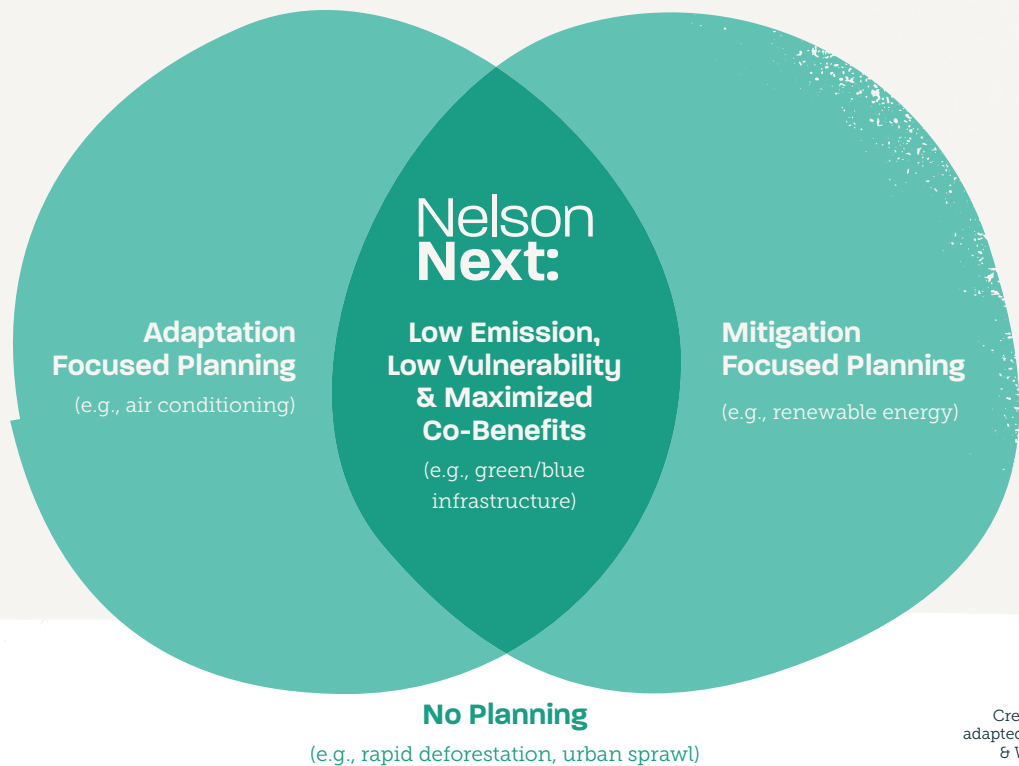 Nelson
Next:
Adaptation
Focused Planning
(e.g., air conditioning)
Low Emission,
Low Vulnerability
& Maximized
Co-Benefits
(e.g., green/blue
infrastructure)
Mitigation
Focused Planning
(e.g., renewable energy)
No Planning
(e.g., rapid deforestation, urban sprawl)
adapted
&